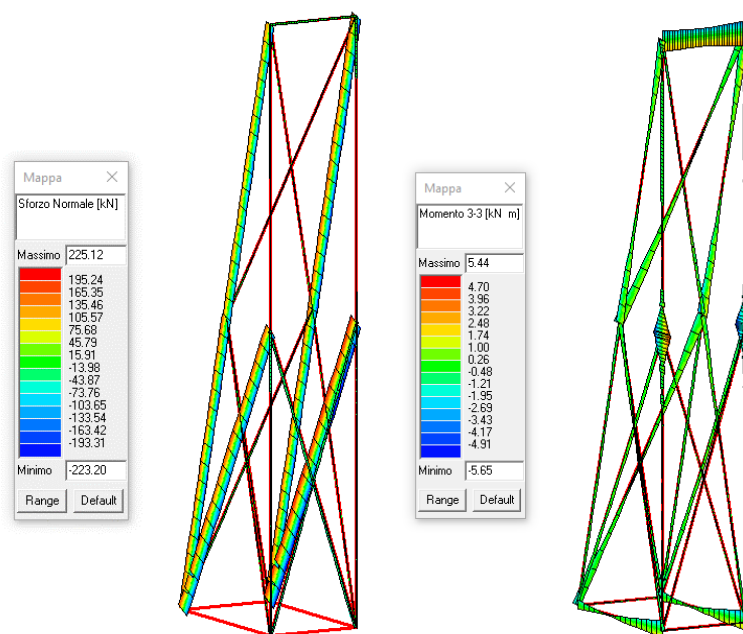 Mappa
Sforzo Normale [kN]
Massimo 225.12
195.24
165.35
135.46
105.57
75.68
45.79
15.91
-13.98
-43.87
-73.76
-103.65
-133.54
-163.42
-193.31
Minimo -223.20
Range Default
Mappa
Momento 3-3 [kN m]
Massimo 5.44
4.70
3.96
3.22
2.48
1.74
1.00
0.26
-0.48
-1.21
-1.95
-2.69
-3.43
-4.17
-4.91
Minimo -5.65
Range Default